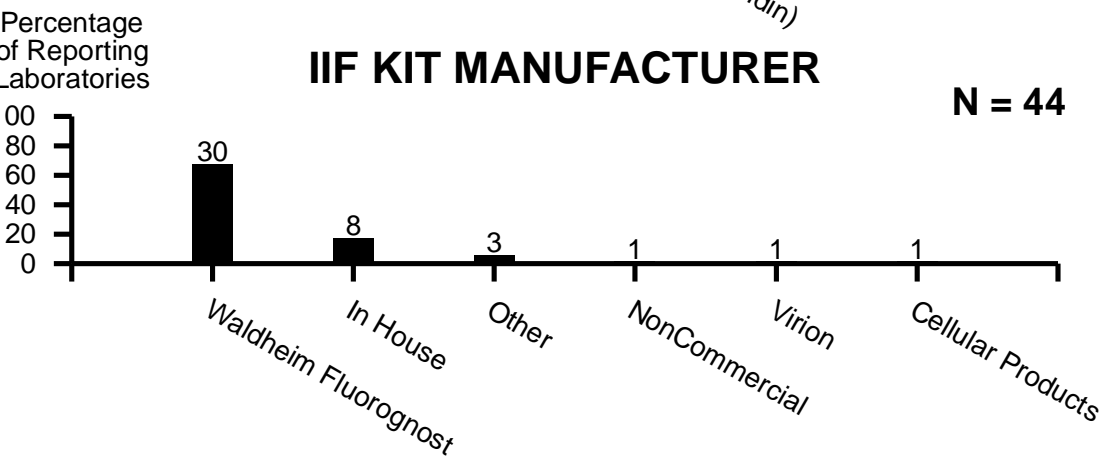 Percentage
of Reporting
Laboratories
IIF KIT MANUFACTURER
N = 44
00
80
60
40
20
0
30
8
3
1
1
1
Waldheim Fluorognost
In House
Other
NonCommercial
Virion
Cellular Products